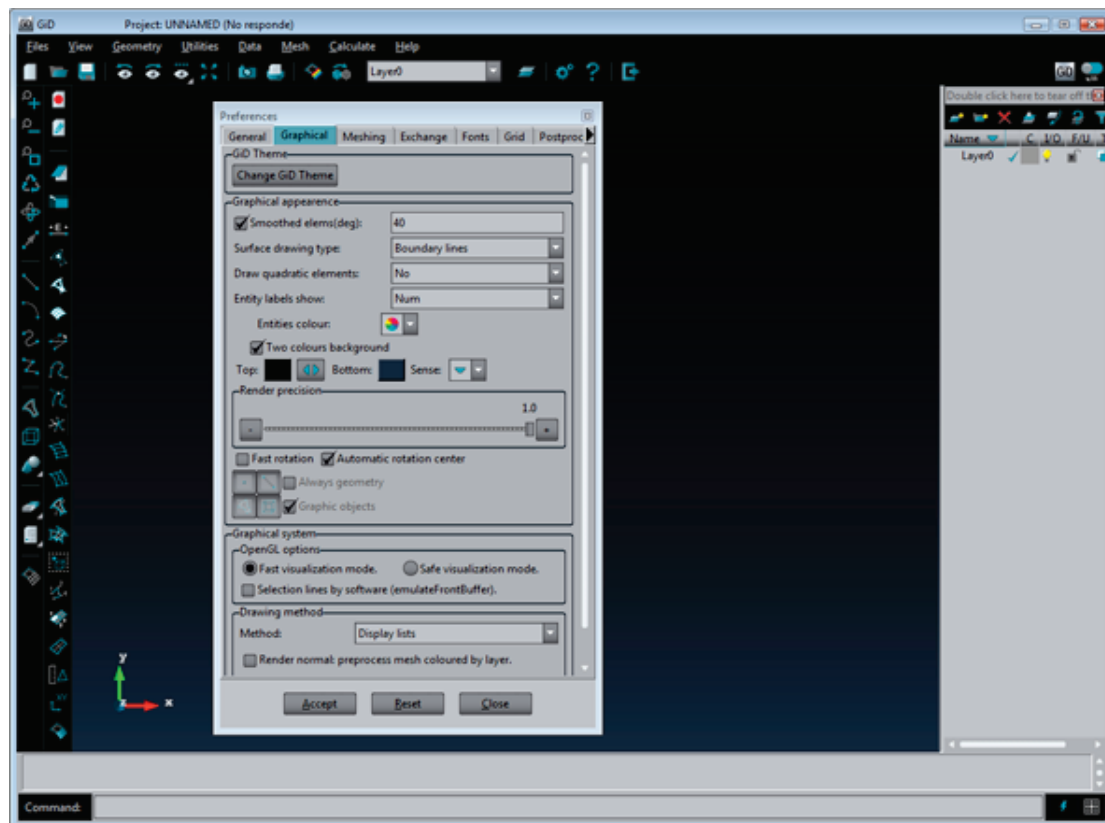 GiD Project: UNNAMED (No responde)
Files View Geometry Utilities Data Mesh Calculate Help
Layer0
GiD
Double click here to tear off t
Preferences
General Graphical Meshing Exchange Fonts Grid Postproc
Name C I/O F/U
Layer0
GiD Theme
Change GiD Theme
Graphical appearance
Smoothed elems(deg): 40
Surface drawing type: Boundary lines
Draw quadratic elements: No
Entity labels show: Num
Entities colour:
Two colours background
Top: Bottom: Sense:
Render precision
1.0
- +
Fast rotation Automatic rotation center
Always geometry
Graphic objects
Graphical system
OpenGL options
Fast visualization mode. Safe visualization mode.
Selection lines by software (emulateFrontBuffer).
Drawing method
Method: Display lists
Render normal: preprocess mesh coloured by layer.
y
z x
Accept Reset Close
Command: